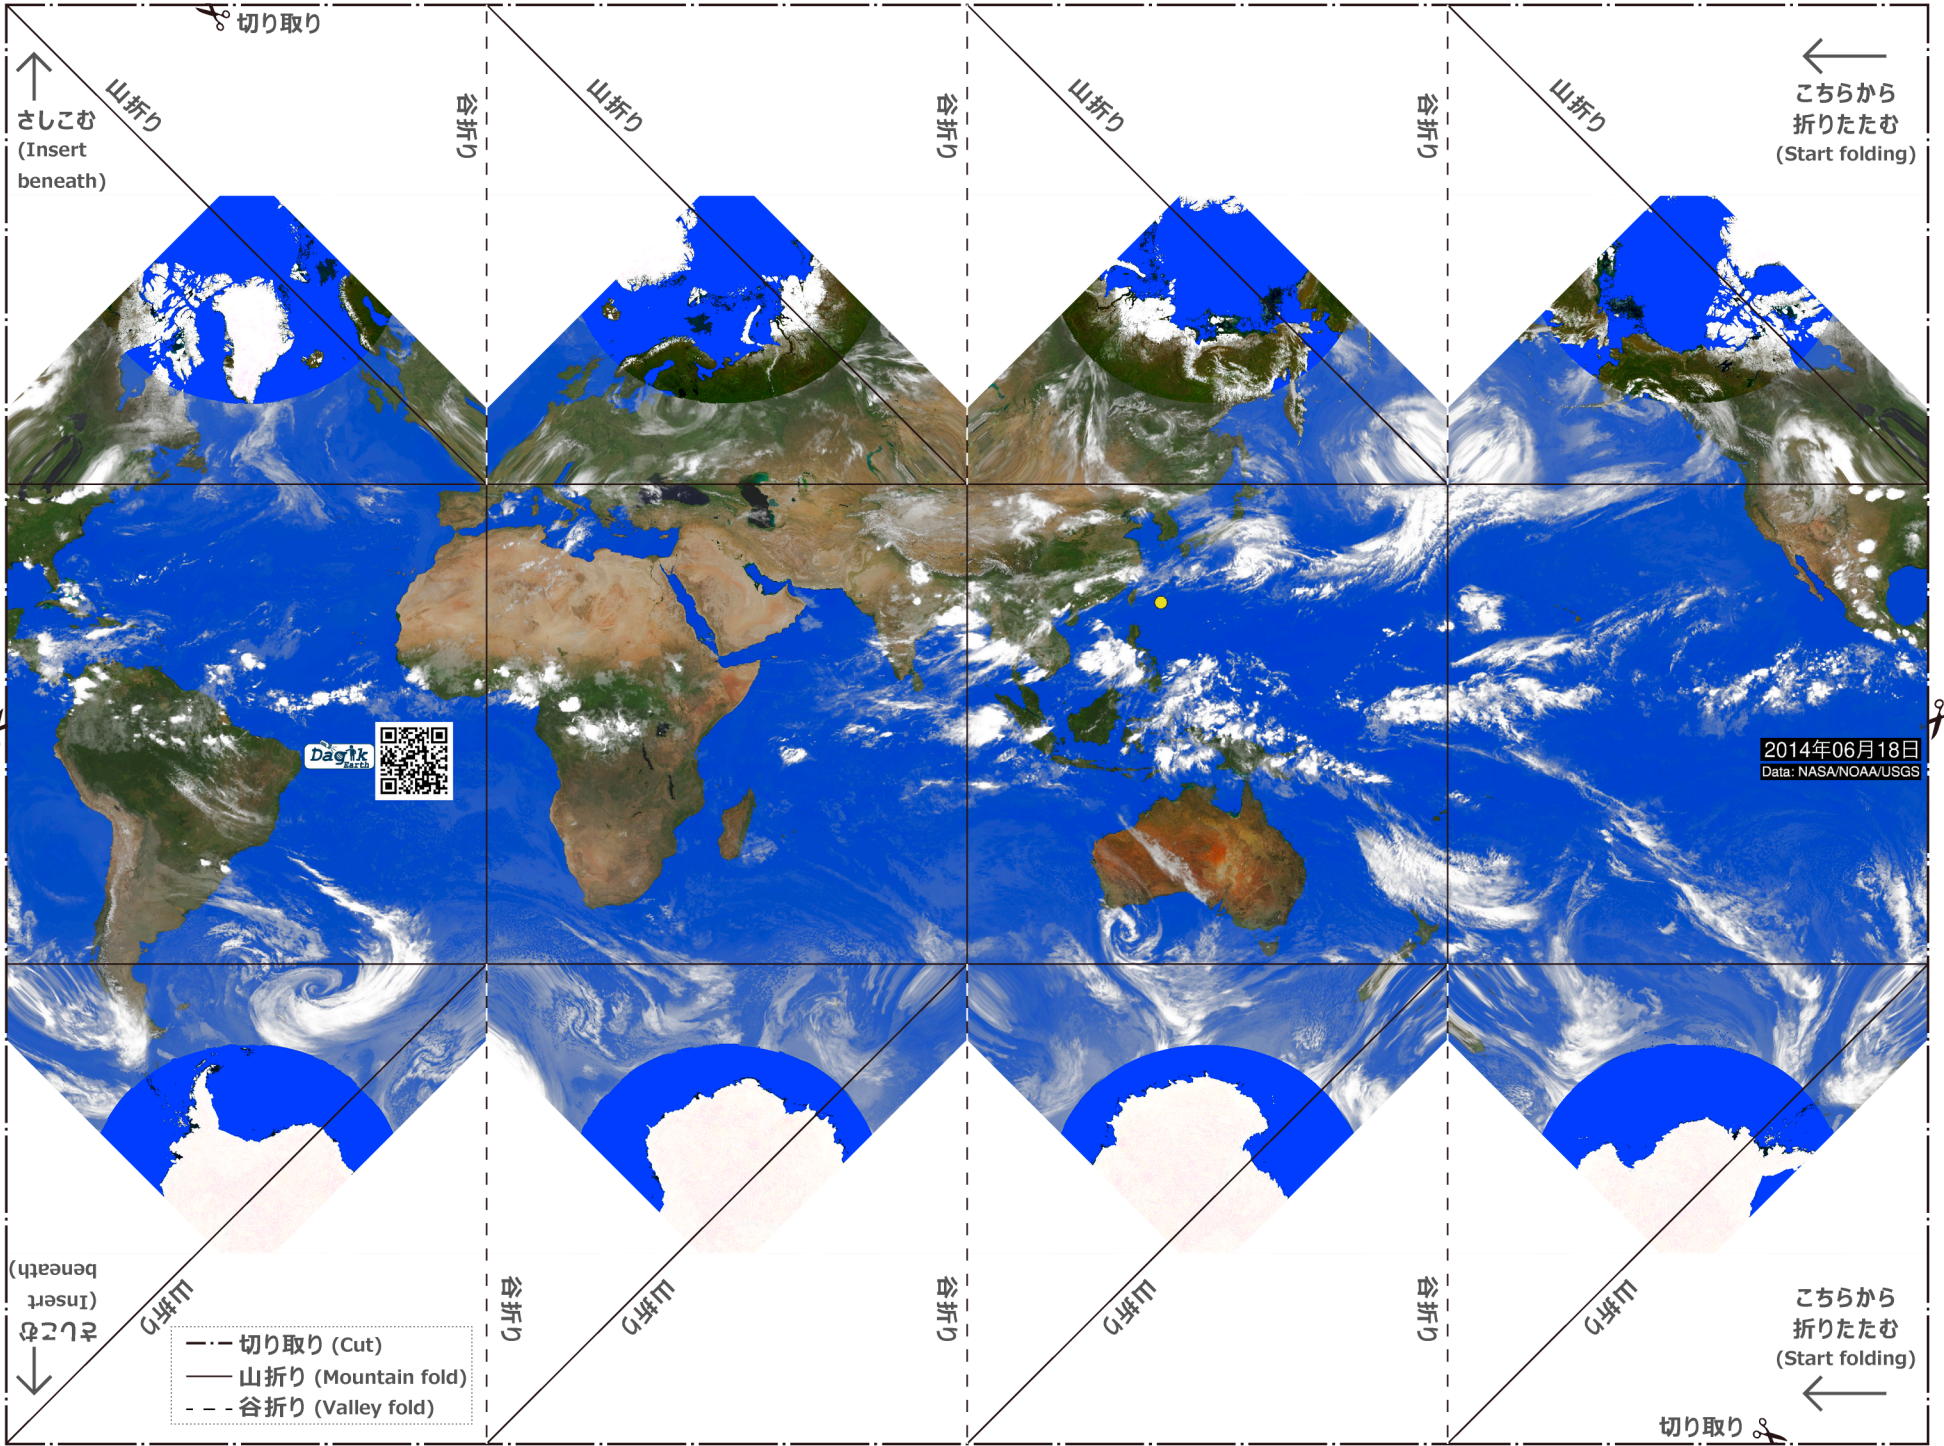 切り取り
山折り
谷折り
山折り
谷折り
山折り
谷折り
山折り
さしこむ
(Insert
beneath)
こちらから
折りたたむ
(Start folding)
Dagik
Earth
2014年06月18日
Data: NASA/NOAA/USGS
さしこむ
(Insert
beneath)
山折り
谷折り
山折り
谷折り
山折り
谷折り
山折り
こちらから
折りたたむ
(Start folding)
切り取り (Cut)
山折り (Mountain fold)
谷折り (Valley fold)
切り取り